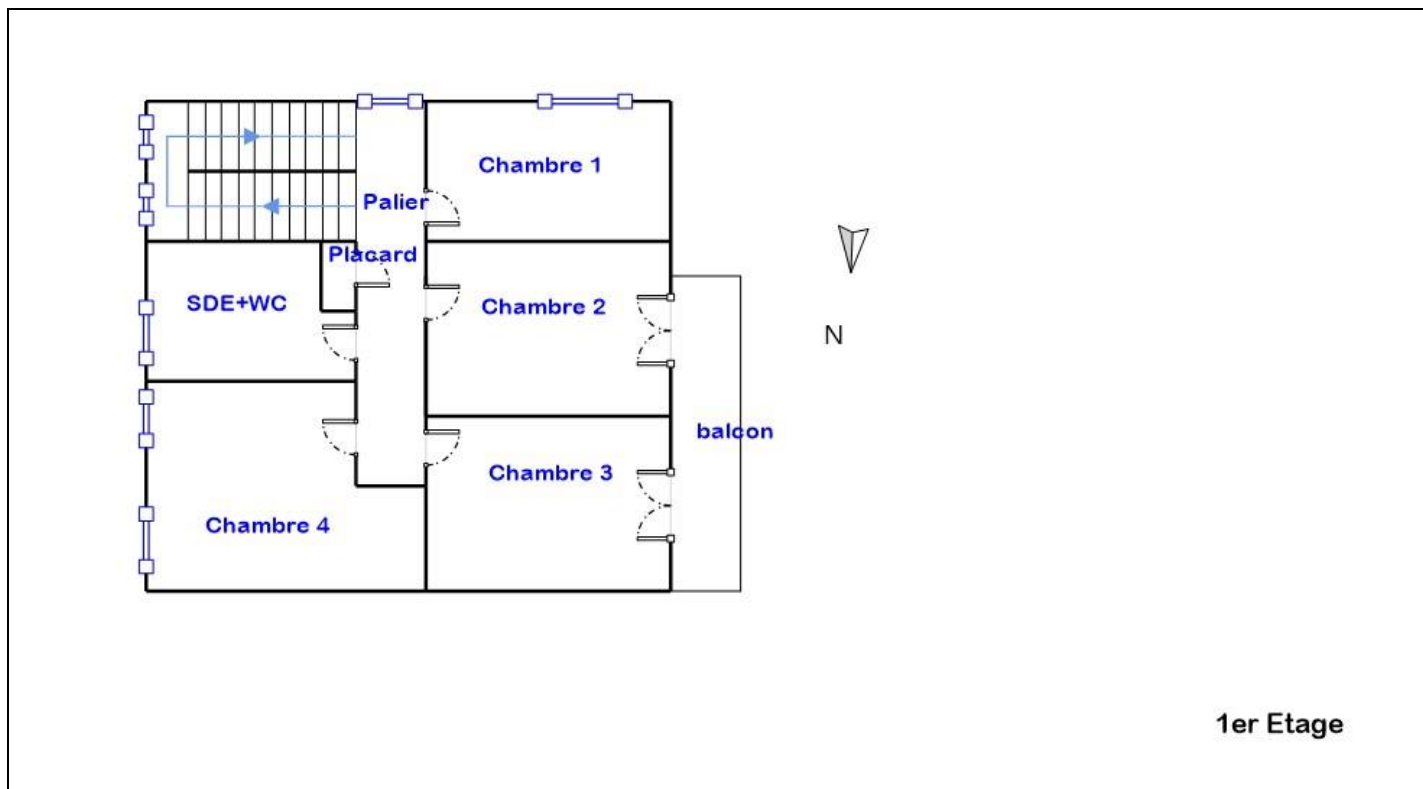 Chambre 1
Palier
Placard
SDE+WC
Chambre 2
N
balcon
Chambre 3
Chambre 4
1er Etage